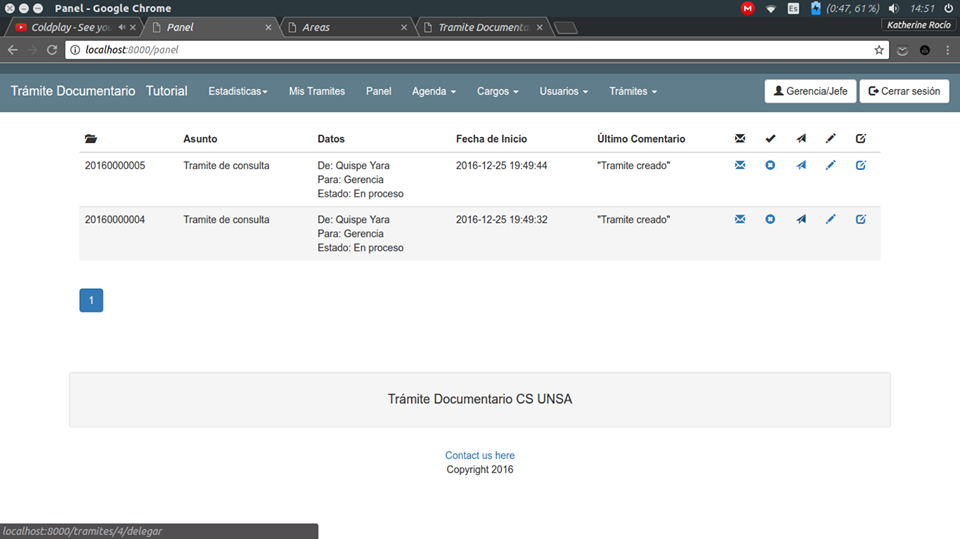 Panel - Google Chrome
M
Es
(0:47, 61%)
14:51
Coldplay - See you
Panel
Areas
Tramite Documenta
Katherine Rocío
localhost:8000/panel
Trámite Documentario Tutorial Estadisticas Mis Tramites Panel Agenda Cargos Usuarios Trámites Gerencia/Jefe Cerrar sesión
Asunto Datos Fecha de Inicio Último Comentario
20160000005 Tramite de consulta De: Quispe Yara 2016-12-25 19:49:44 "Tramite creado"
Para: Gerencia
Estado: En proceso
20160000004 Tramite de consulta De: Quispe Yara 2016-12-25 19:49:32 "Tramite creado"
Para: Gerencia
Estado: En proceso
1
Trámite Documentario CS UNSA
Contact us here
Copyright 2016
localhost:8000/tramites/4/delegar